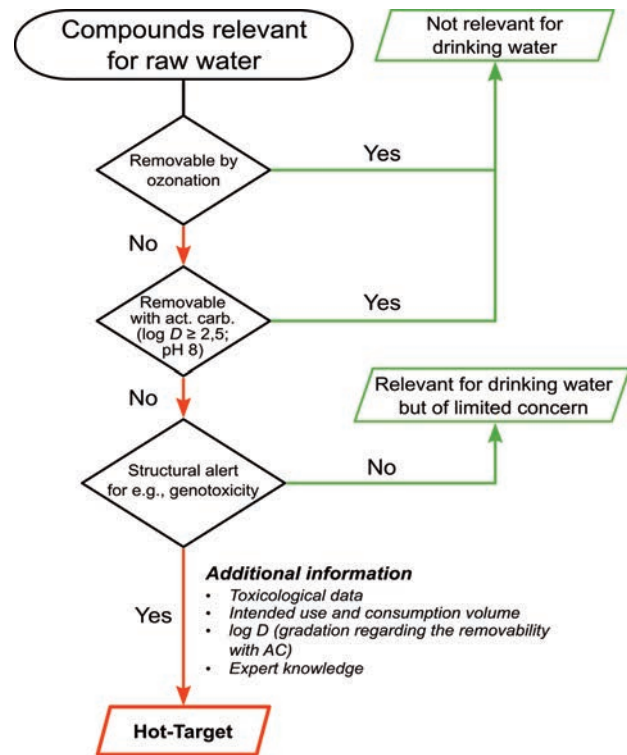 Compounds relevant
for raw water
Not relevant for
drinking water
Removable by
ozonation
Yes
No
Removable
with act. carb.
(log D ≥ 2,5;
pH 8)
Yes
No
Relevant for drinking water
but of limited concern
Structural alert
for e.g., genotoxicity
No
Yes
Additional information
• Toxicological data
• Intended use and consumption volume
• log D (gradation regarding the removability
with AC)
• Expert knowledge
Hot-Target